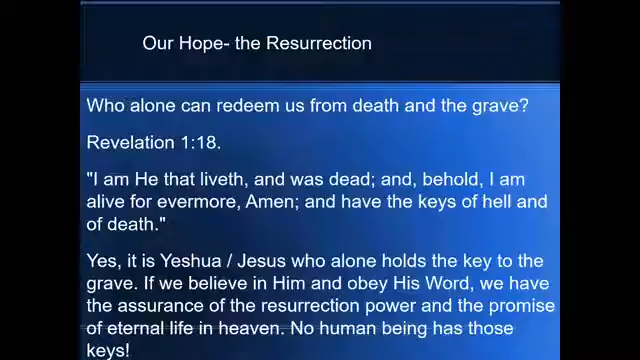 Our Hope- the Resurrection
Who alone can redeem us from death and the grave?
Revelation 1:18.
"I am He that liveth, and was dead; and, behold, I am
alive for evermore, Amen; and have the keys of hell and
of death."
Yes, it is Yeshua / Jesus who alone holds the key to the
grave. If we believe in Him and obey His Word, we have
the assurance of the resurrection power and the promise
of eternal life in heaven. No human being has those
keys!